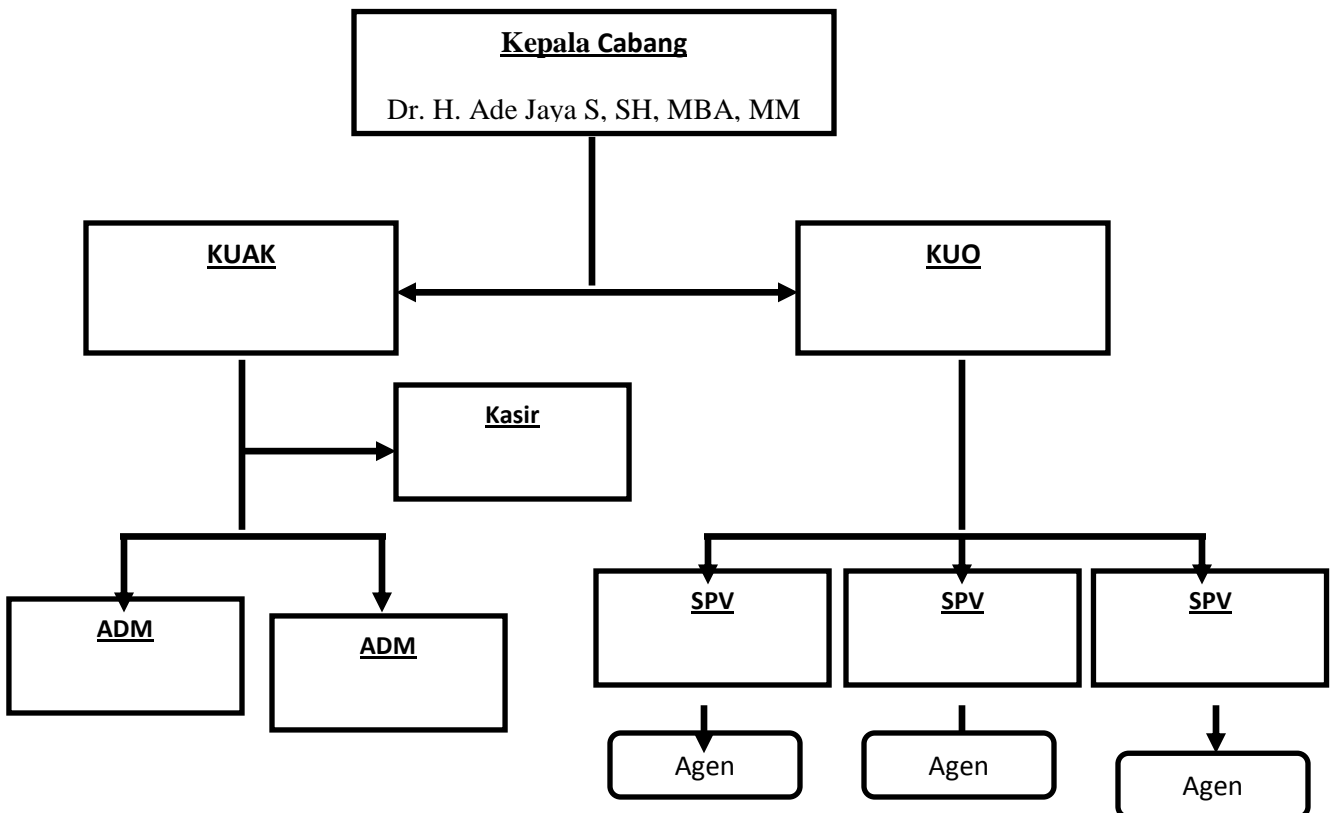 Kepala Cabang
Dr. H. Ade Jaya S, SH, MBA, MM
KUAK
KUO
Kasir
ADM
ADM
SPV
SPV
SPV
Agen
Agen
Agen